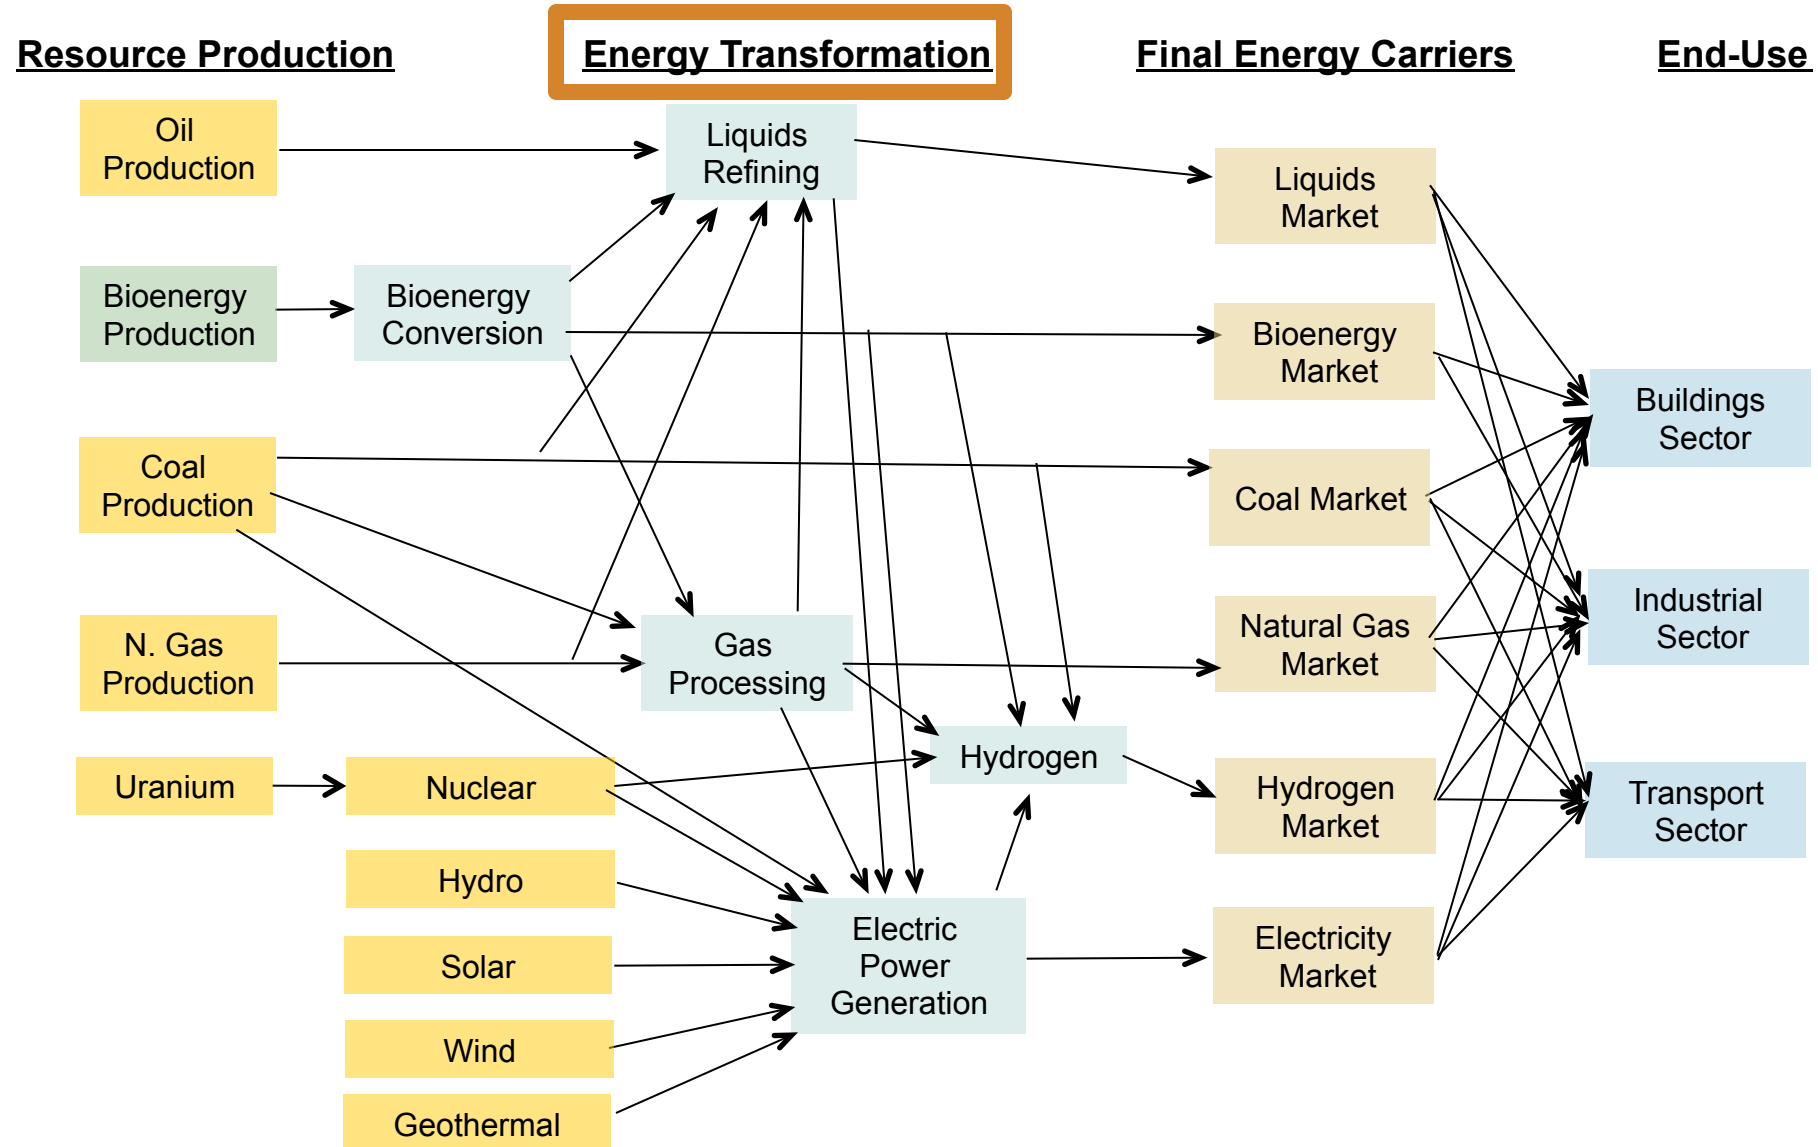 Resource Production
Energy Transformation
Final Energy Carriers
End-Use
Oil
Production
Liquids
Refining
Liquids
Market
Bioenergy
Production
Bioenergy
Conversion
Bioenergy
Market
Buildings
Sector
Coal
Production
Coal Market
Industrial
Sector
N. Gas
Production
Gas
Processing
Natural Gas
Market
Uranium
Nuclear
Hydrogen
Hydrogen
Market
Transport
Sector
Hydro
Solar
Wind
Geothermal
Electric
Power
Generation
Electricity
Market